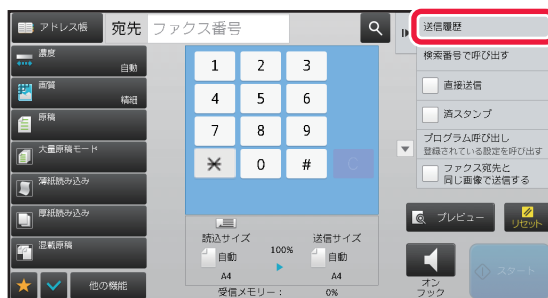 アドレス帳
宛先
ファクス番号
送信履歴
検索番号で呼び出す
直接送信
済スタンプ
プログラム呼び出し
登録されている設定を呼び出す
ファクス宛先と
同じ画像で送信する
濃度
自動
画質
精細
原稿
大量原稿モード
薄紙読み込み
厚紙読み込み
混載原稿
他の機能
1 2 3
4 5 6
7 8 9
0 # C
読込サイズ
自動
A4
100%
送信サイズ
自動
A4
受信メモリー: 0%
プレビュー
リセット
オン
フック
スタート